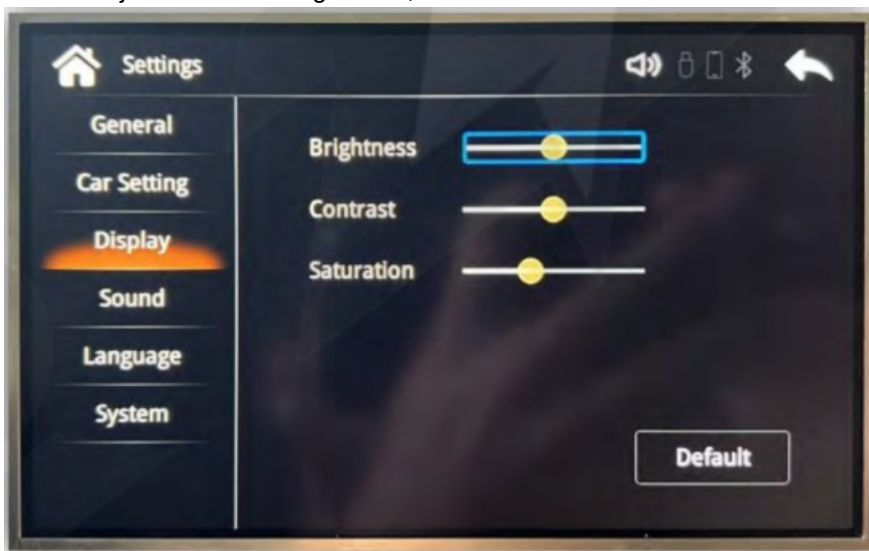 Settings
General
Car Setting
Display
Sound
Language
System
Brightness
Contrast
Saturation
Default